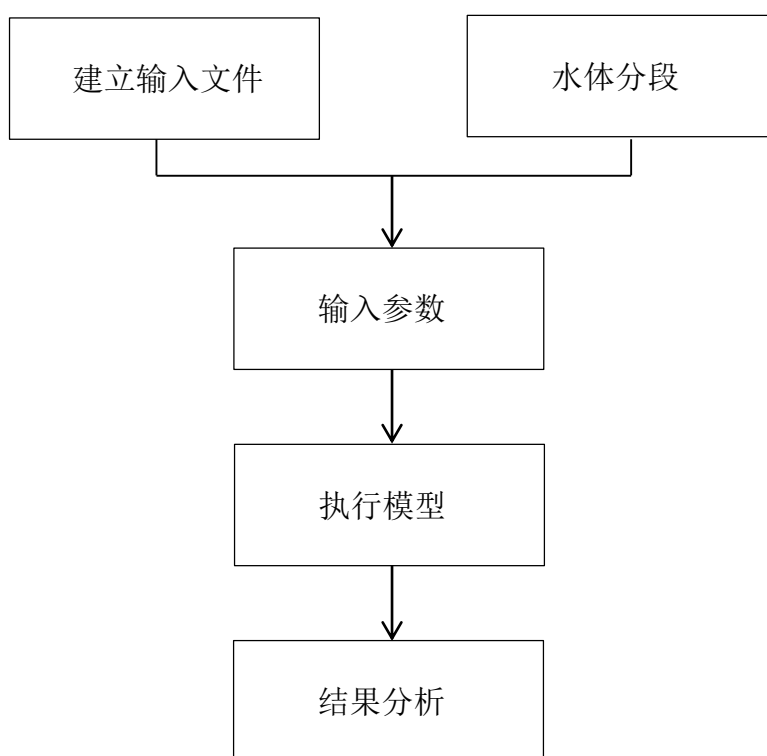 建立输入文件
水体分段
输入参数
执行模型
结果分析